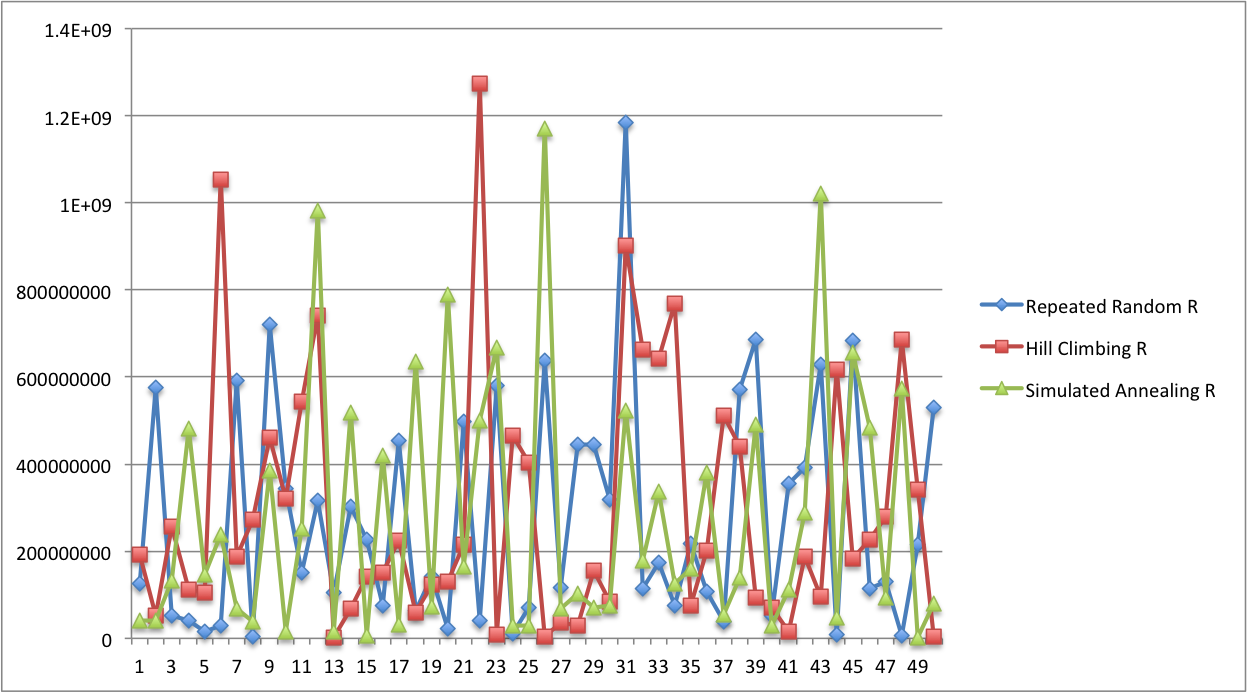 1.4E+09
1.2E+09
1E+09
800000000
600000000
400000000
200000000
0
1 3 5 7 9 11 13 15 17 19 21 23 25 27 29 31 33 35 37 39 41 43 45 47 49
Repeated Random R
Hill Climbing R
Simulated Annealing R